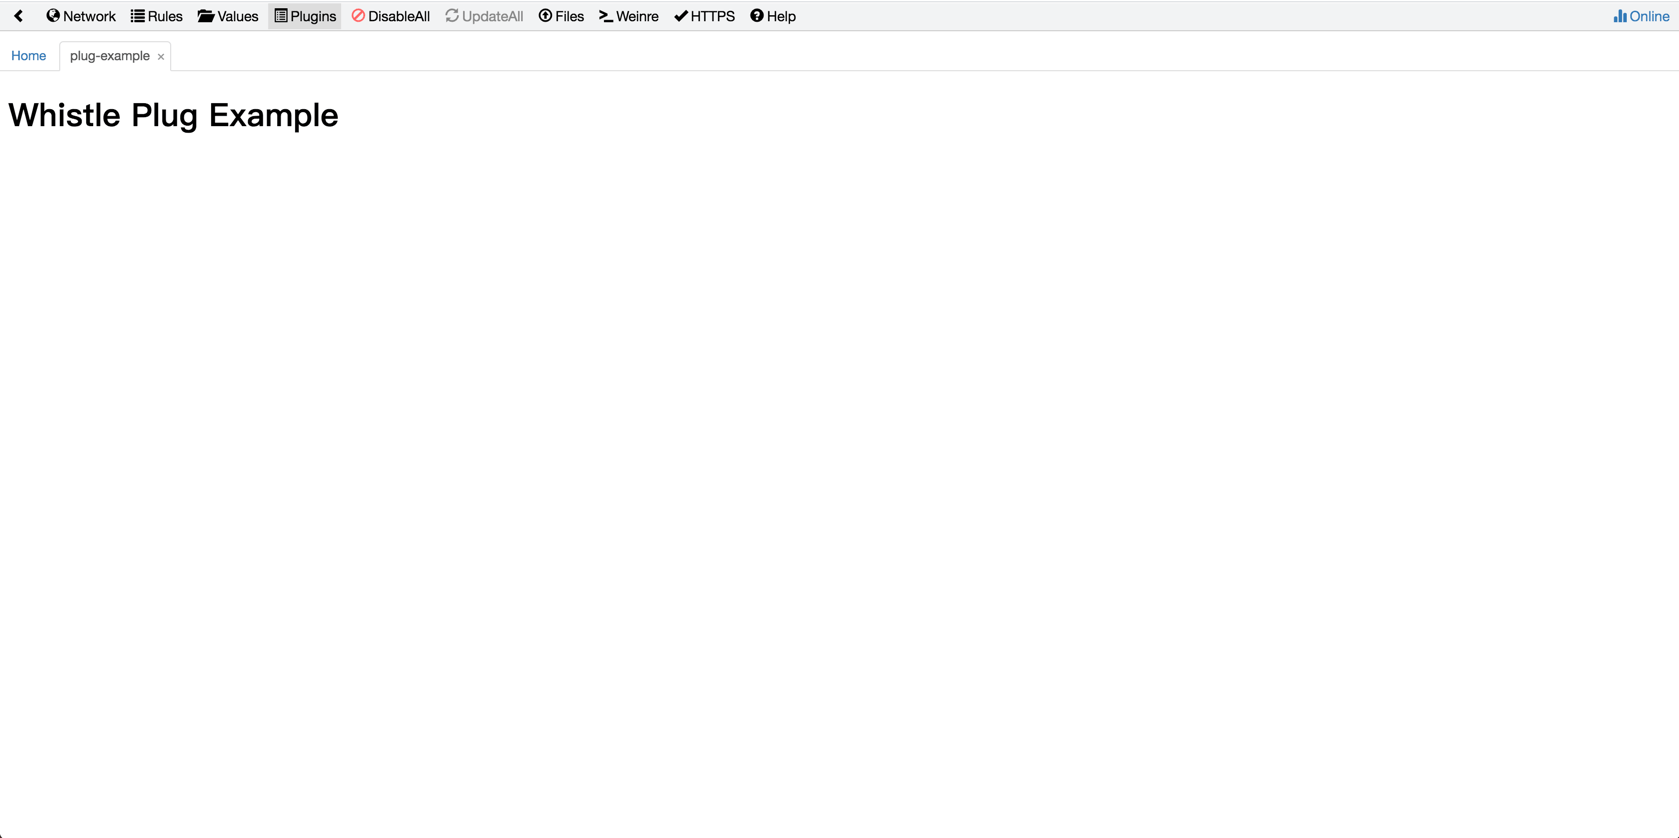 Network Rules Values Plugins DisableAll UpdateAll Files Weinre HTTPS Help Online
Home plug-example ×
Whistle Plug Example